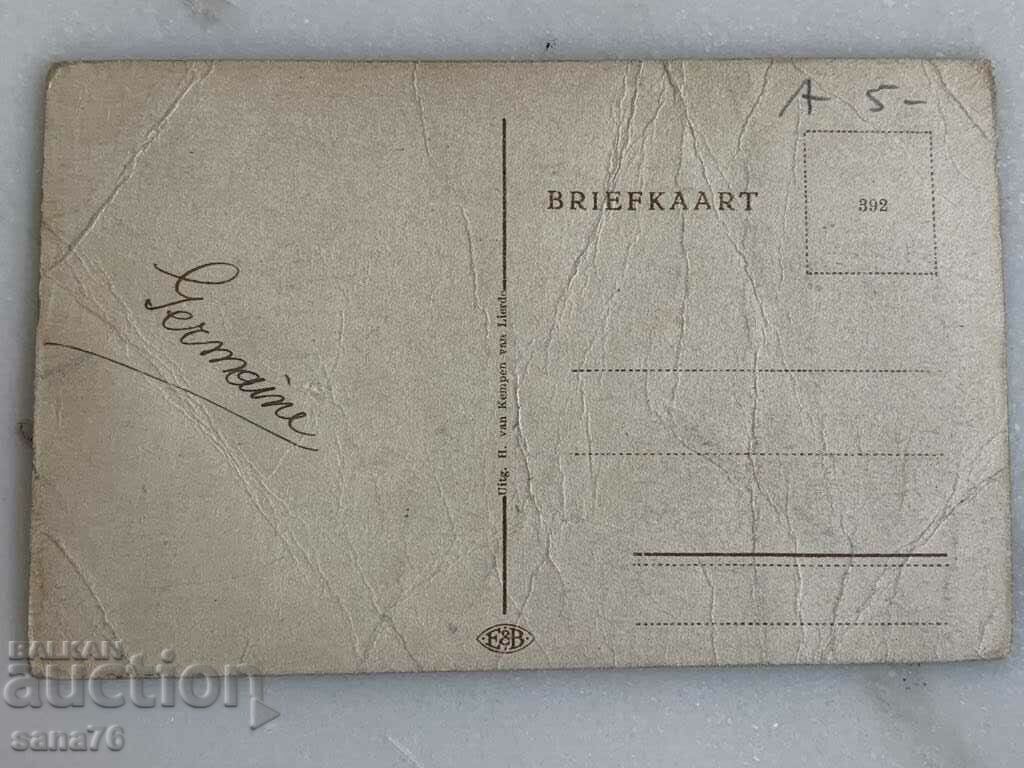 A 5-
BRIEFKAART
392
Germaine
Uitg. H. van Kempen van Lierde
E&B
BALKAN
auction
sana76